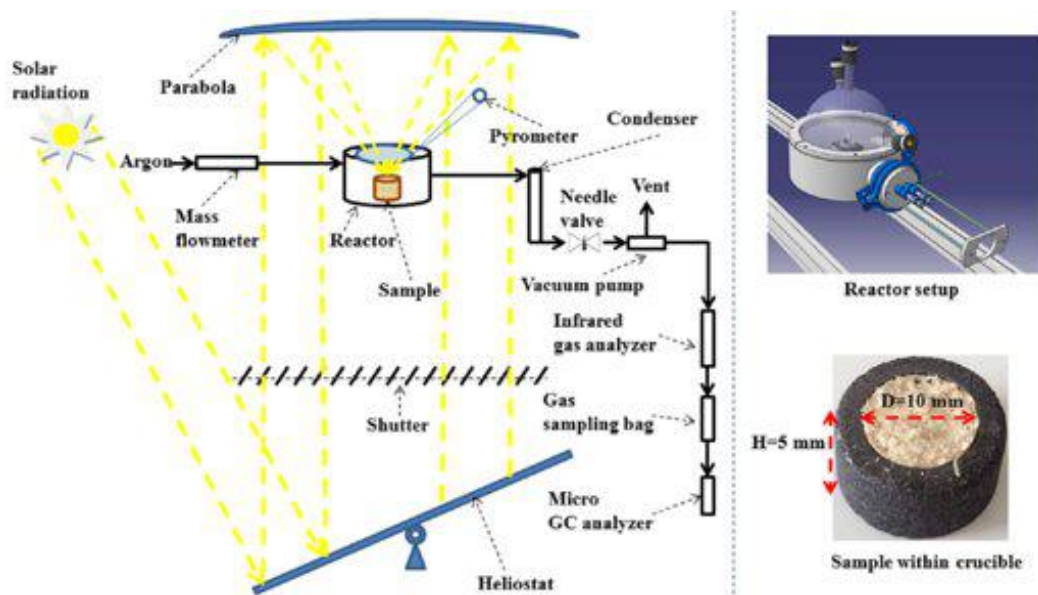 Solar
radiation
Parabola
Pyrometer
Condenser
Argon
Mass
flowmeter
Reactor
Sample
Needle
valve
Vent
Vacuum pump
Infrared
gas analyzer
Gas
sampling bag
Micro
GC analyzer
Shutter
Heliostat
Reactor setup
D=10 mm
H=5 mm
Sample within crucible